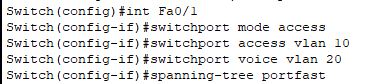 Switch(config)#int Fa0/1
Switch(config-if)#switchport mode access
Switch(config-if)#switchport access vlan 10
Switch(config-if)#switchport voice vlan 20
Switch(config-if)#spanning-tree portfast